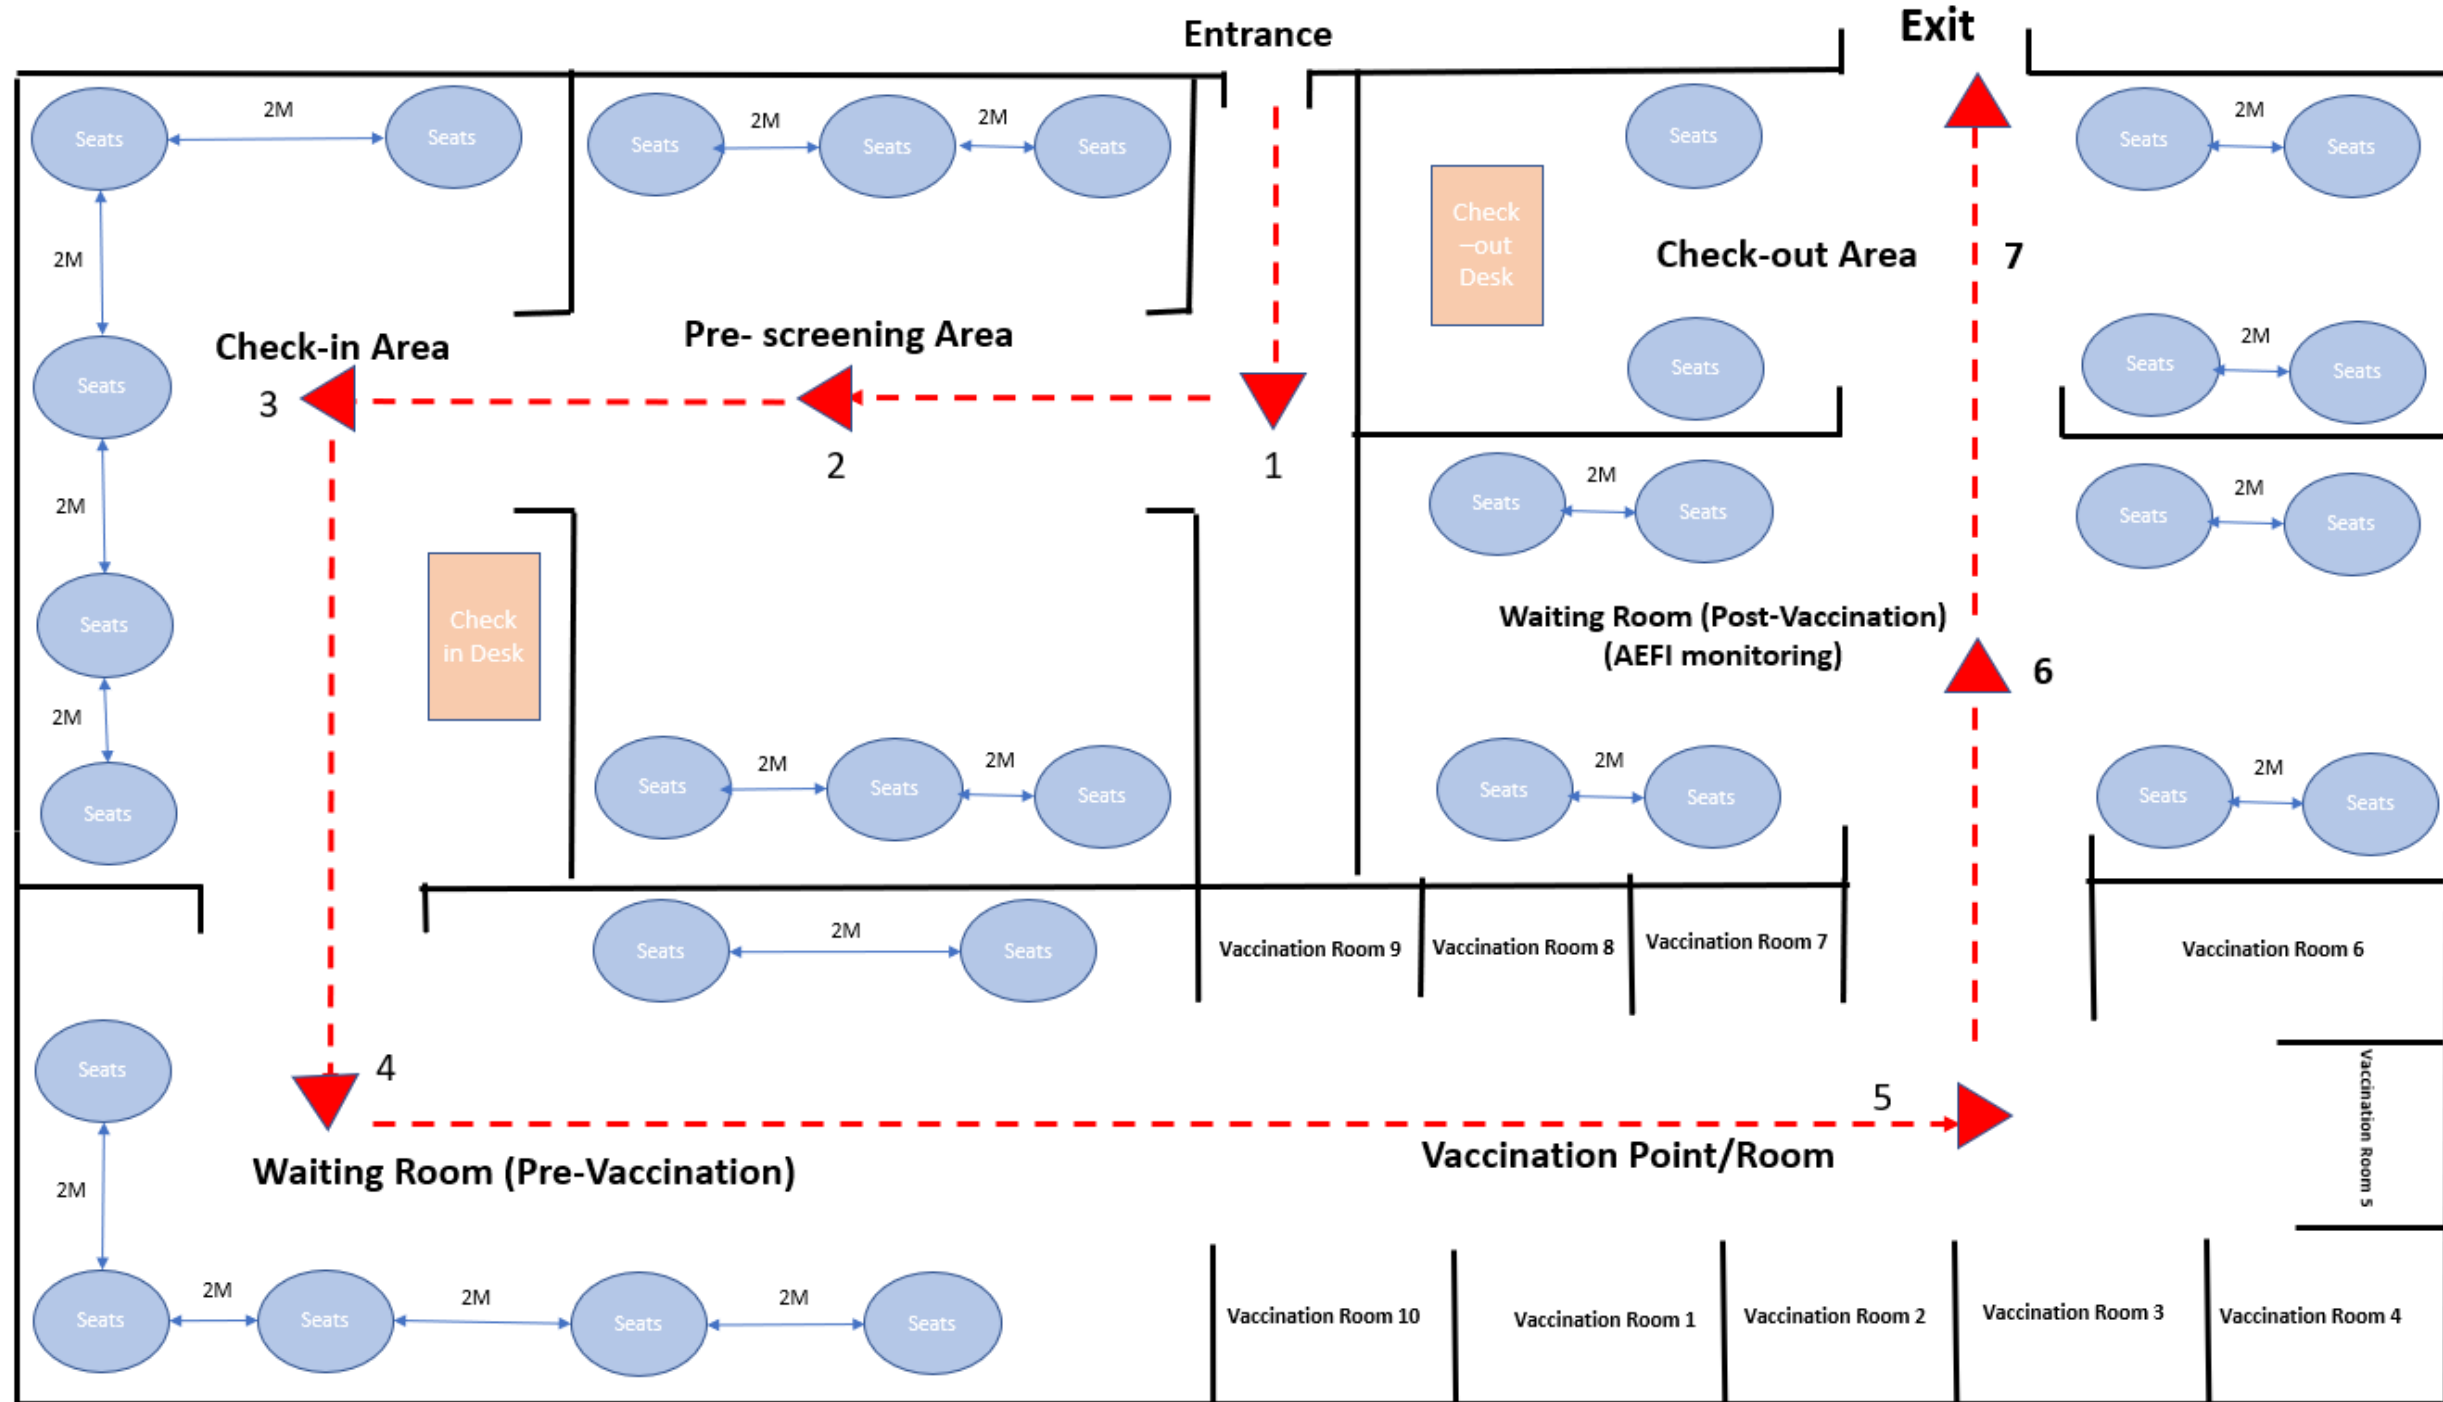 Entrance
Exit
Seats
2M
Seats
Seats
2M
Seats
2M
Seats
Seats
Seats
2M
Seats
2M
Check
–out
Desk
Check-out Area
7
Check-in Area
Pre- screening Area
Seats
Seats
Seats
2M
Seats
3
2
1
2M
Seats
2M
Seats
Seats
2M
Seats
Check
in Desk
Seats
Waiting Room (Post-Vaccination)
(AEFI monitoring)
6
2M
Seats
Seats
2M
Seats
2M
Seats
Seats
2M
Seats
Seats
2M
Seats
Seats
2M
Seats
Vaccination Room 9
Vaccination Room 8
Vaccination Room 7
Vaccination Room 6
Seats
4
5
Vaccination Room 5
2M
Waiting Room (Pre-Vaccination)
Vaccination Point/Room
Seats
2M
Seats
2M
Seats
2M
Seats
Vaccination Room 10
Vaccination Room 1
Vaccination Room 2
Vaccination Room 3
Vaccination Room 4